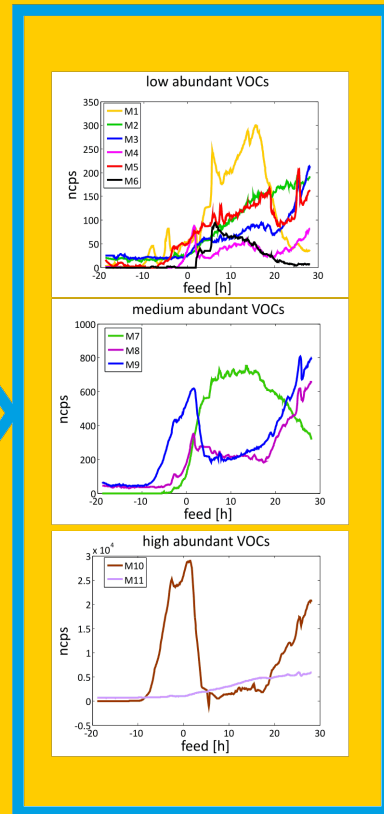 low abundant VOCs
350
300
250
200
150
100
50
0
ncps
M1
M2
M3
M4
M5
M6
-20 -10 0 10 20 30
feed [h]
medium abundant VOCs
1000
800
600
400
200
0
ncps
M7
M8
M9
-20 -10 0 10 20 30
feed [h]
high abundant VOCs
x 10⁴
3
2.5
2
1.5
1
0.5
0
-0.5
ncps
M10
M11
-20 -10 0 10 20 30
feed [h]